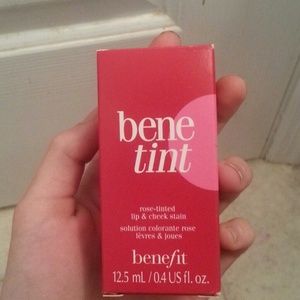 bene
tint
rose-tinted
lip & cheek stain
solution colorante rose
lèvres & joues
benefit
12.5 mL / 0.4 US fl. oz.